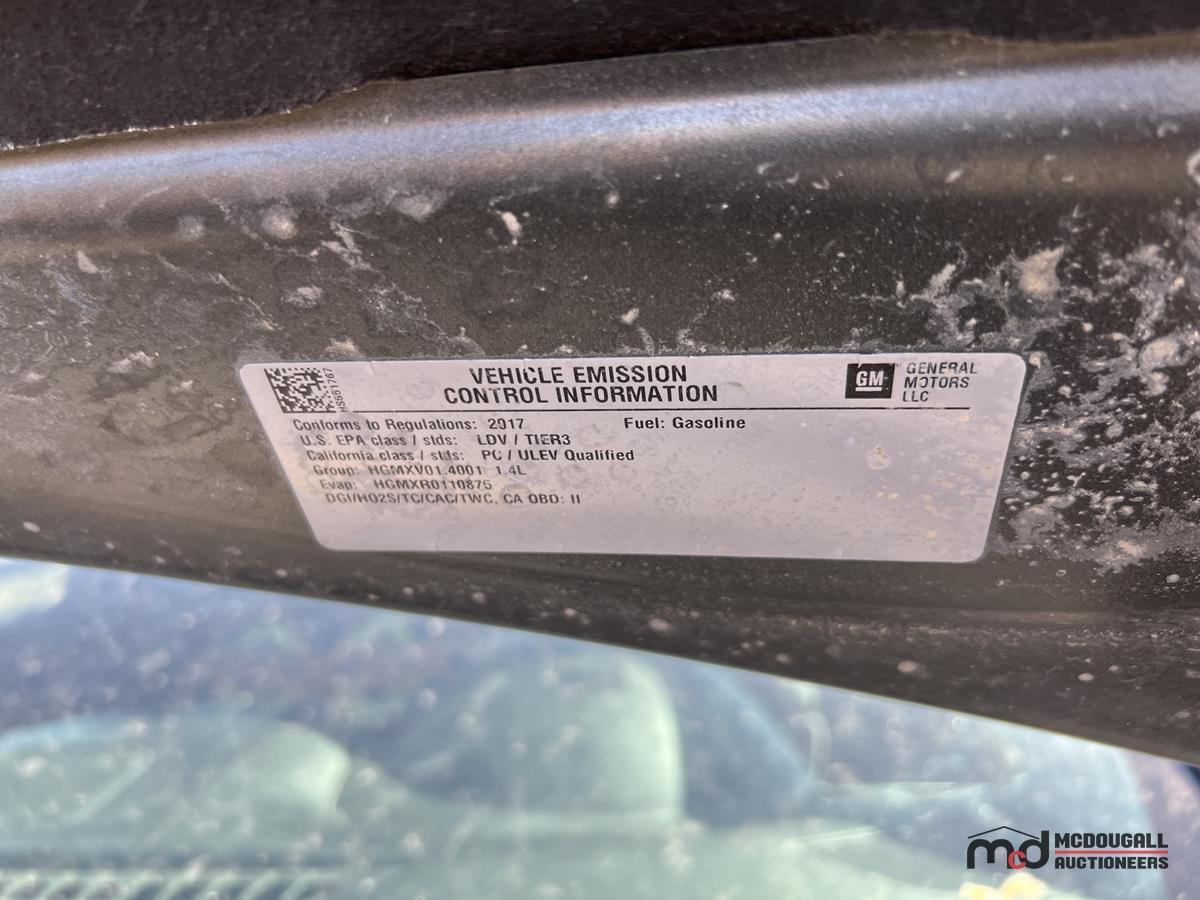 HS661767
VEHICLE EMISSION
CONTROL INFORMATION
GM GENERAL
MOTORS
LLC
Conforms to Regulations: 2017 Fuel: Gasoline
U.S. EPA class / stds: LDV / TIER3
California class / stds: PC / ULEV Qualified
Group: HGMXV01.4001 1.4L
Evap: HGMXR0110875
DGI/HO2S/TC/CAC/TWC, CA OBD: II
mcd MCDOUGALL
AUCTIONEERS